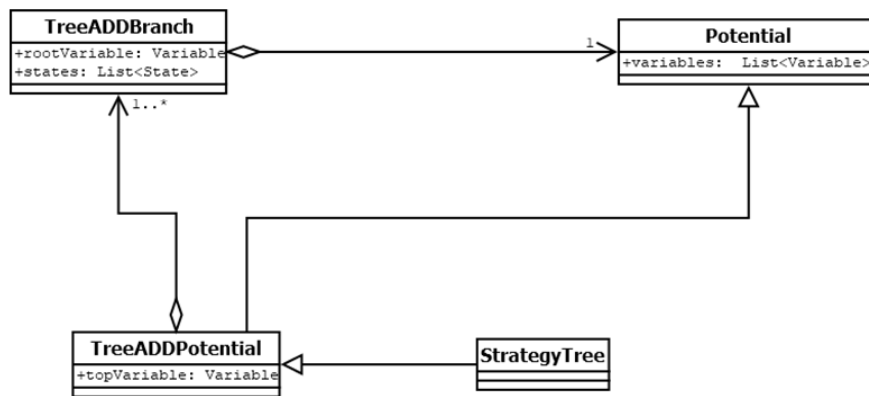 TreeADDBranch
+rootVariable: Variable
+states: List<State>
1
Potential
+variables: List<Variable>
1..*
TreeADDPotential
+topVariable: Variable
StrategyTree